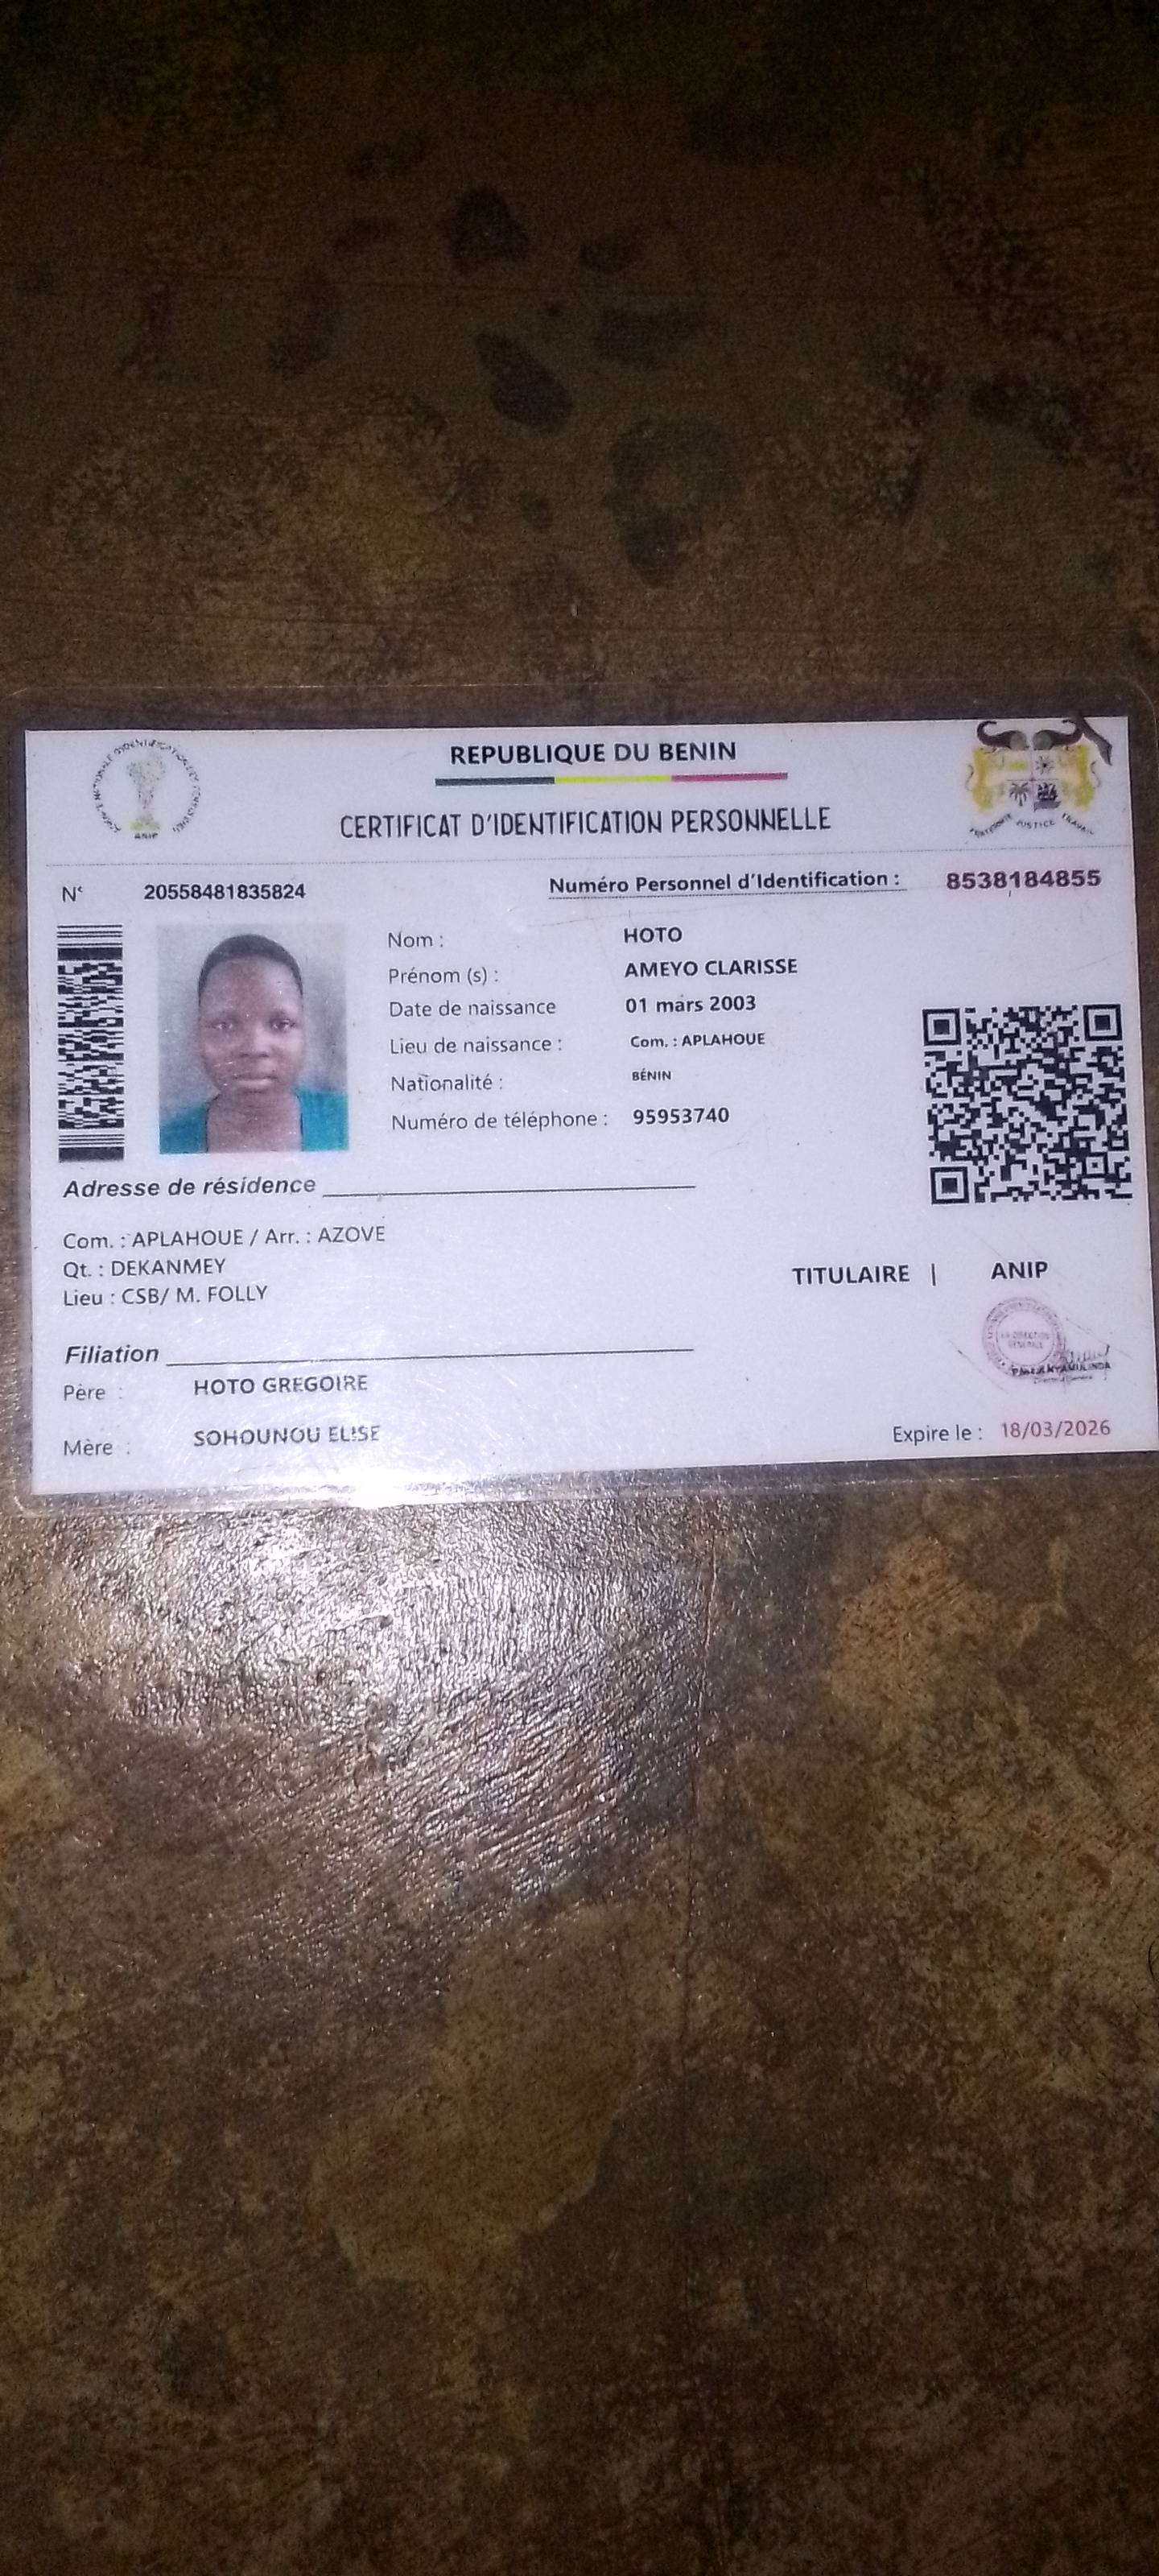 REPUBLIQUE DU BENIN
CERTIFICAT D'IDENTIFICATION PERSONNELLE
ANIP
FRATERNITE JUSTICE TRAVAIL
N° 20558481835824
Numéro Personnel d'Identification : 8538184855
Nom : HOTO
Prénom (s) : AMEYO CLARISSE
Date de naissance 01 mars 2003
Lieu de naissance : Com. : APLAHOUE
Nationalité : BÉNIN
Numéro de téléphone : 95953740
Adresse de résidence
Com. : APLAHOUE / Arr. : AZOVE
Qt. : DEKANMEY
Lieu : CSB/ M. FOLLY
TITULAIRE | ANIP
Filiation
Père : HOTO GREGOIRE
Mère : SOHOUNOU ELISE
Expire le : 18/03/2026